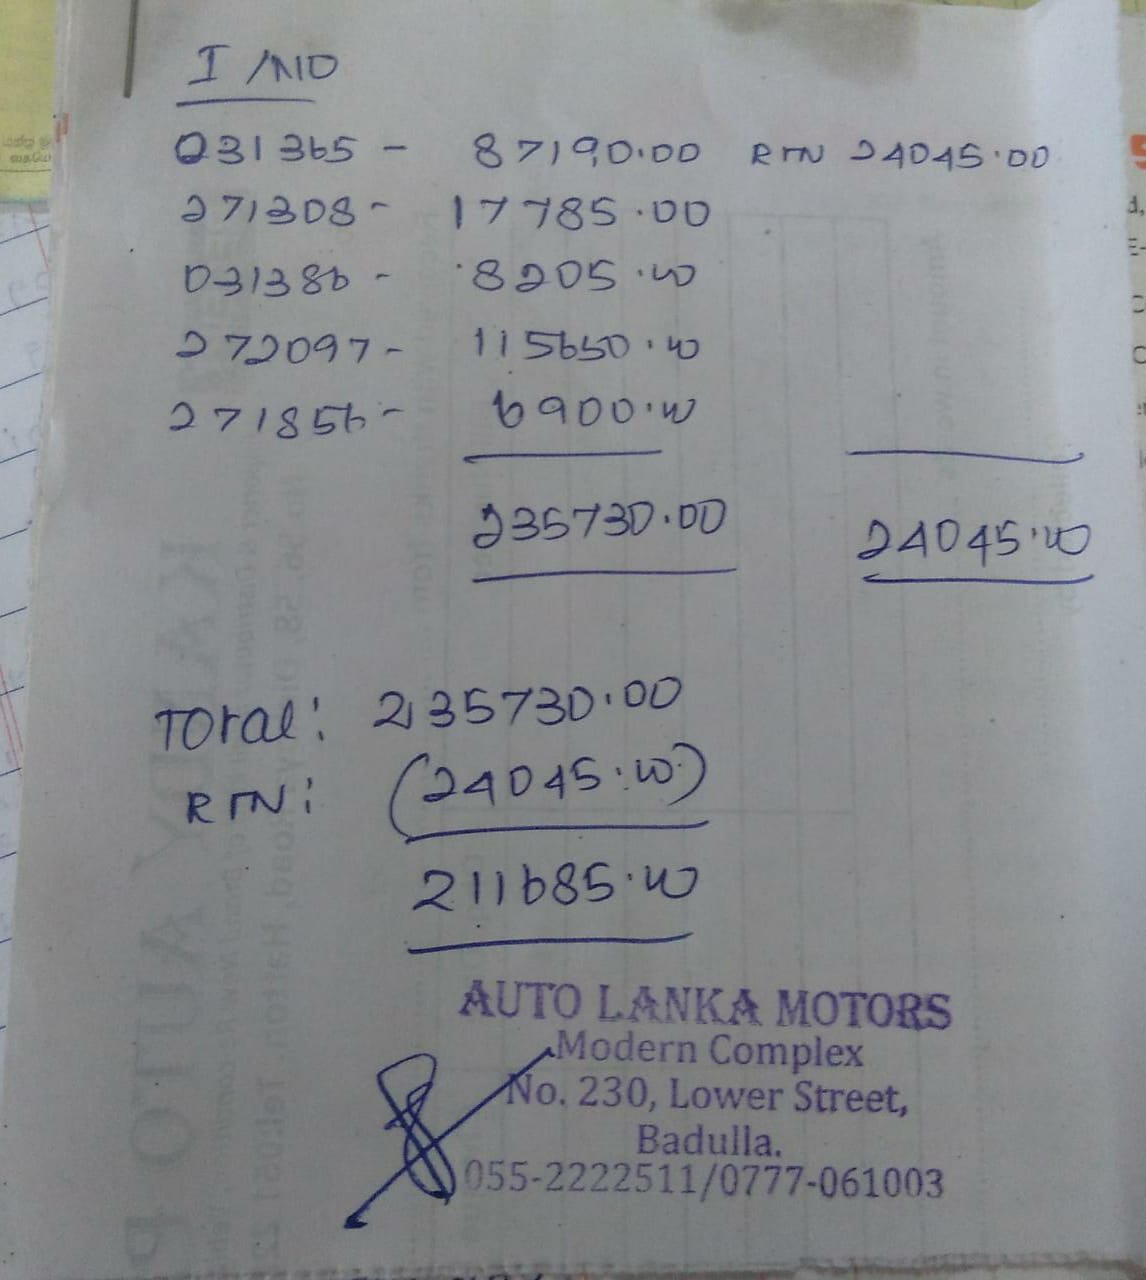 I/NO
031365 - 87190.00 RTN 24045.00
271308 - 17785.00
031386 - 8205.00
272097 - 115650.00
271856 - 6900.00
235730.00 24045.00
Total: 235730.00
RTN: (24045.00)
211685.00
AUTO LANKA MOTORS
Modern Complex
No. 230, Lower Street,
Badulla.
055-2222511/0777-061003